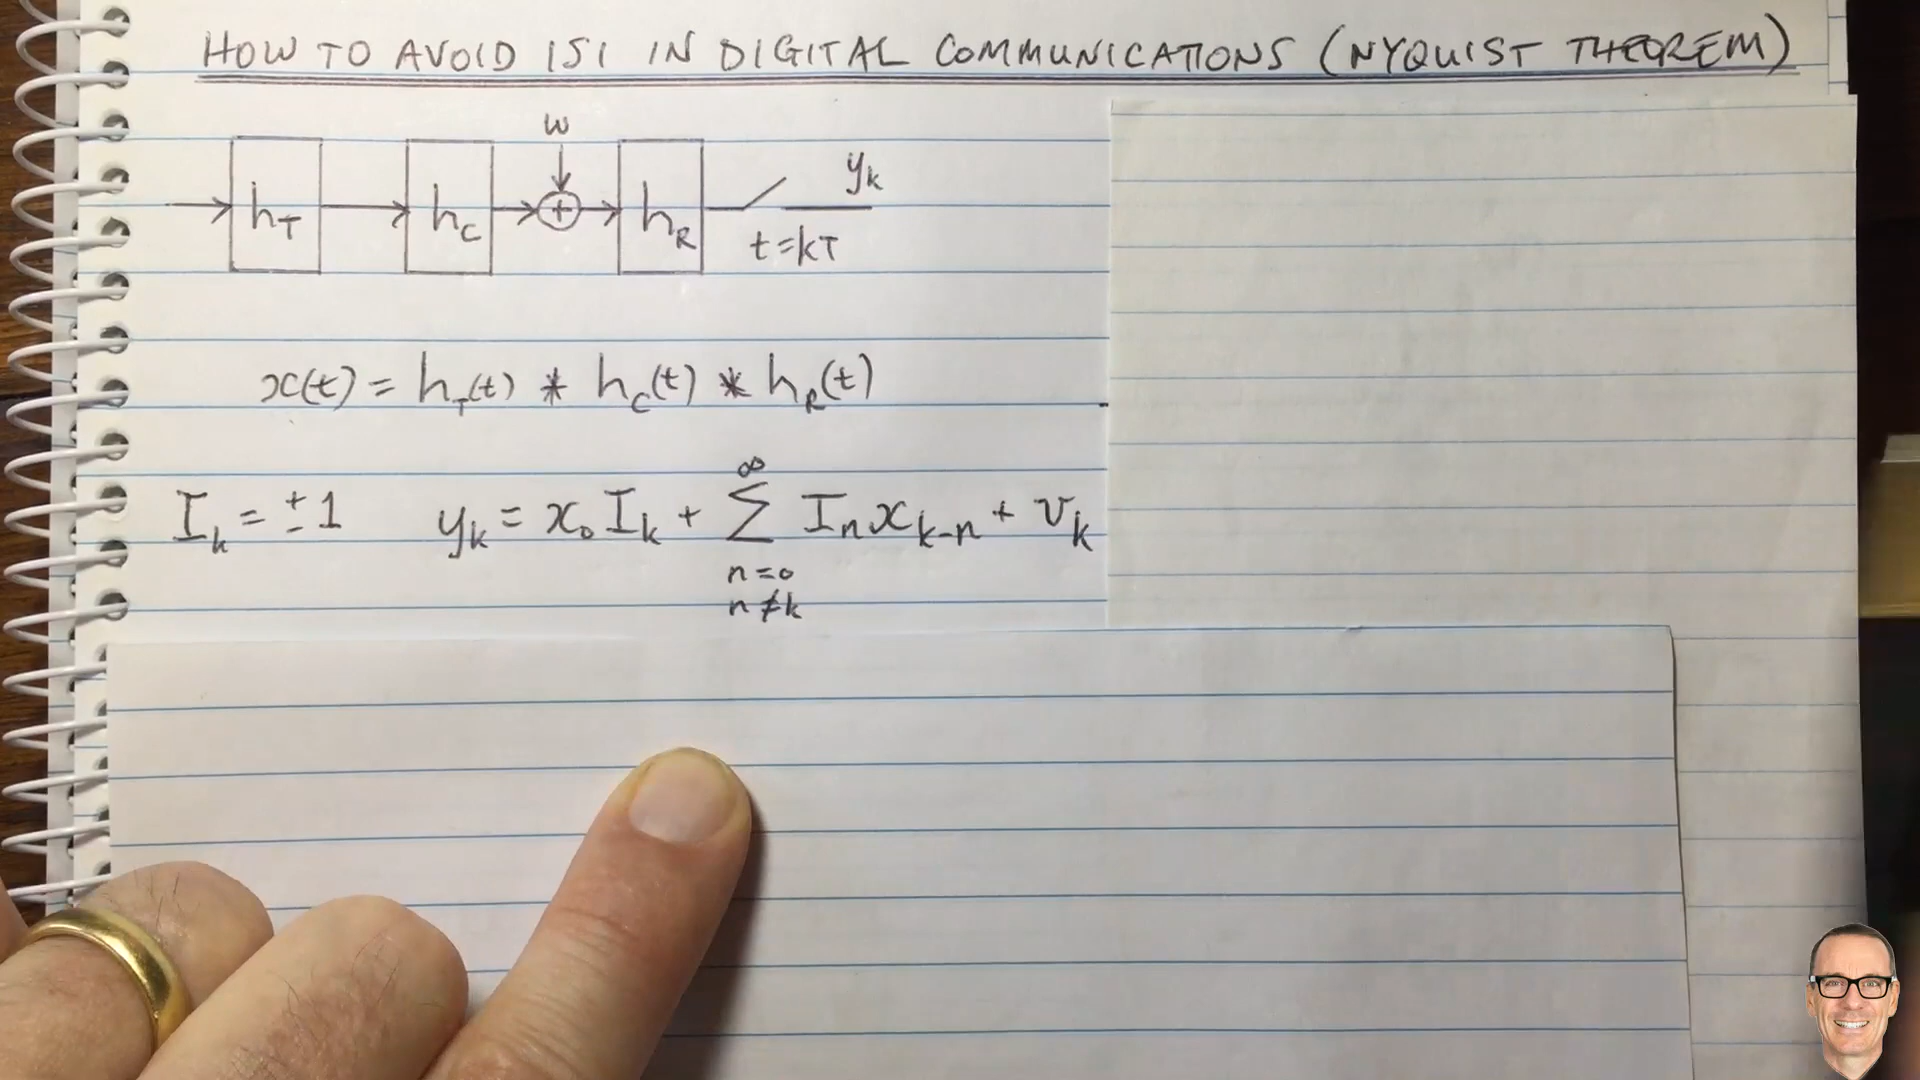 HOW TO AVOID ISI IN DIGITAL COMMUNICATIONS (NYQUIST THEOREM)
w
h_T h_C + h_R y_k
t=kT
x(t) = h_T(t) * h_C(t) * h_R(t)
I_k = ±1 y_k = x_0 I_k + ∑ I_n x_{k-n} + v_k
∞
n=0
n≠k